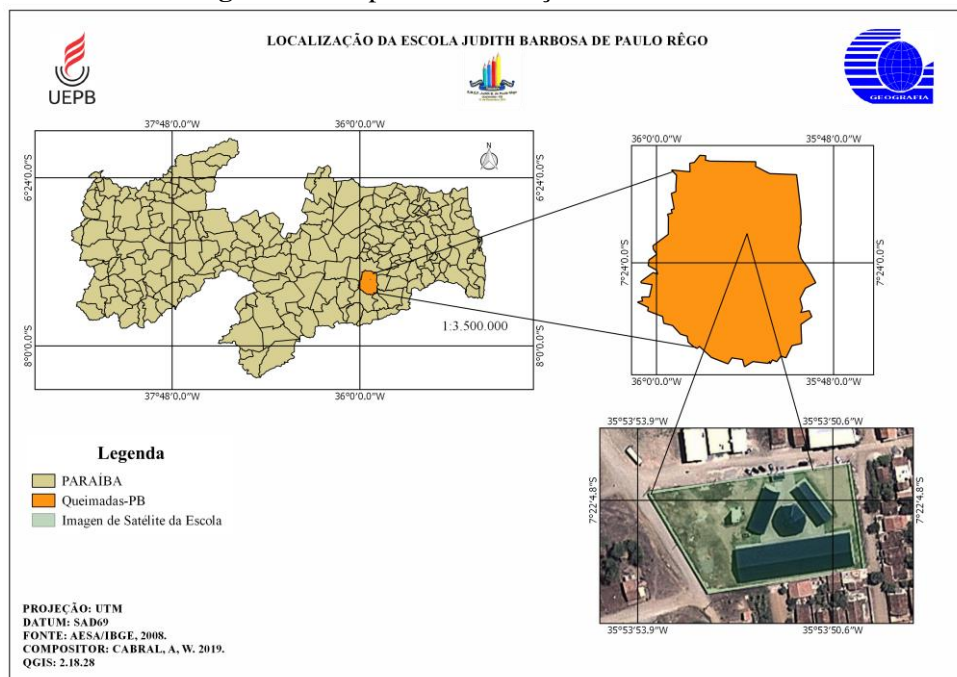 LOCALIZAÇÃO DA ESCOLA JUDITH BARBOSA DE PAULO RÊGO
UEPB
GEOGRAFIA
37°48'0.0"W
36°0'0.0"W
6°24'0.0"S
6°24'0.0"S
N
8°0'0.0"S
8°0'0.0"S
37°48'0.0"W
36°0'0.0"W
1:3.500.000
36°0'0.0"W
35°48'0.0"W
7°24'0.0"S
7°24'0.0"S
36°0'0.0"W
35°48'0.0"W
35°53'53.9"W
35°53'50.6"W
7°22'4.8"S
7°22'4.8"S
35°53'53.9"W
35°53'50.6"W
Legenda
PARAÍBA
Queimadas-PB
Imagen de Satélite da Escola
PROJEÇÃO: UTM
DATUM: SAD69
FONTE: AESA/IBGE, 2008.
COMPOSITOR: CABRAL, A, W. 2019.
QGIS: 2.18.28